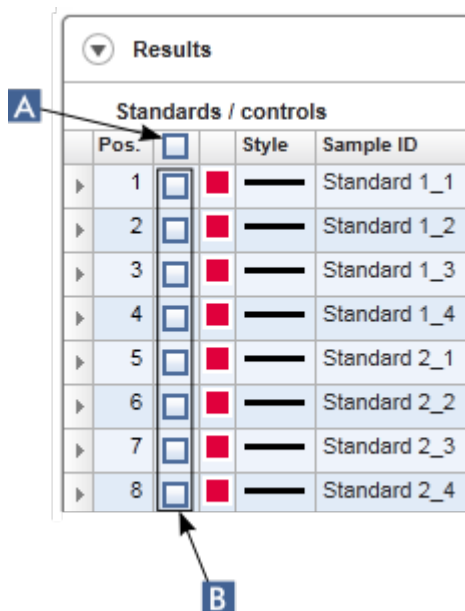 Results
Standards / controls
A
Pos. Style Sample ID
1 Standard 1_1
2 Standard 1_2
3 Standard 1_3
4 Standard 1_4
5 Standard 2_1
6 Standard 2_2
7 Standard 2_3
8 Standard 2_4
B